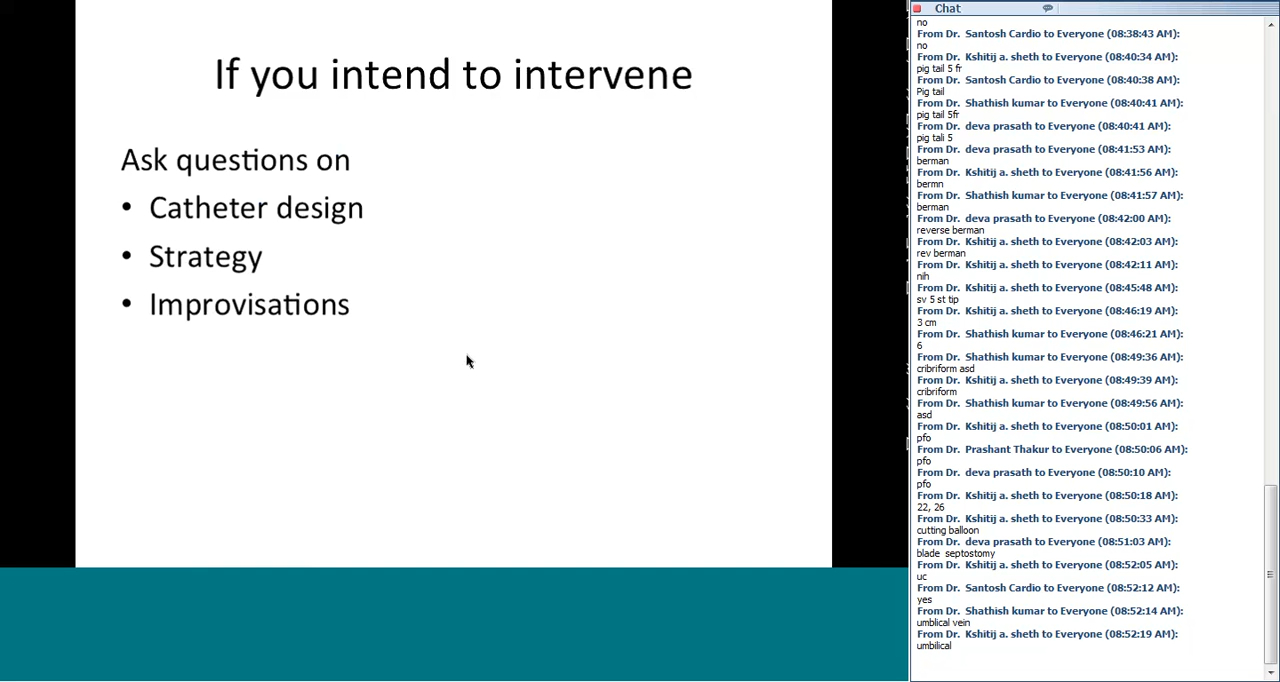 If you intend to intervene
Ask questions on
• Catheter design
• Strategy
• Improvisations
Chat
no
From Dr. Santosh Cardio to Everyone (08:38:43 AM):
no
From Dr. Kshitij a. sheth to Everyone (08:40:34 AM):
pig tail 5 fr
From Dr. Santosh Cardio to Everyone (08:40:38 AM):
Pig tail
From Dr. Shathish kumar to Everyone (08:40:41 AM):
pig tail 5fr
From Dr. deva prasath to Everyone (08:40:41 AM):
pig tali 5
From Dr. deva prasath to Everyone (08:41:53 AM):
berman
From Dr. Kshitij a. sheth to Everyone (08:41:56 AM):
bermn
From Dr. Shathish kumar to Everyone (08:41:57 AM):
berman
From Dr. deva prasath to Everyone (08:42:00 AM):
reverse berman
From Dr. Kshitij a. sheth to Everyone (08:42:03 AM):
rev berman
From Dr. Kshitij a. sheth to Everyone (08:42:11 AM):
nih
From Dr. Kshitij a. sheth to Everyone (08:45:48 AM):
sv 5 st tip
From Dr. Kshitij a. sheth to Everyone (08:46:19 AM):
3 cm
From Dr. Shathish kumar to Everyone (08:46:21 AM):
6
From Dr. Shathish kumar to Everyone (08:49:36 AM):
cribriform asd
From Dr. Kshitij a. sheth to Everyone (08:49:39 AM):
cribriform
From Dr. Shathish kumar to Everyone (08:49:56 AM):
asd
From Dr. Kshitij a. sheth to Everyone (08:50:01 AM):
pfo
From Dr. Prashant Thakur to Everyone (08:50:06 AM):
pfo
From Dr. deva prasath to Everyone (08:50:10 AM):
pfo
From Dr. Kshitij a. sheth to Everyone (08:50:18 AM):
22, 26
From Dr. Kshitij a. sheth to Everyone (08:50:33 AM):
cutting balloon
From Dr. deva prasath to Everyone (08:51:03 AM):
blade septostomy
From Dr. Kshitij a. sheth to Everyone (08:52:05 AM):
uc
From Dr. Santosh Cardio to Everyone (08:52:12 AM):
yes
From Dr. Shathish kumar to Everyone (08:52:14 AM):
umblical vein
From Dr. Kshitij a. sheth to Everyone (08:52:19 AM):
umbilical